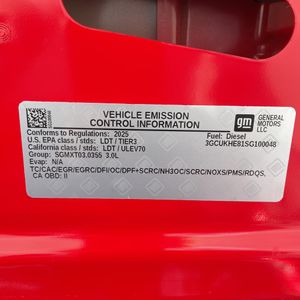 VEHICLE EMISSION
CONTROL INFORMATION
gm GENERAL
MOTORS
LLC
Conforms to Regulations: 2025
U.S. EPA class / stds: LDT / TIER3
California class / stds: LDT / ULEV70
Group: SGMXT03.0355 3.0L
Evap: N/A
Fuel: Diesel
3GCUKHE81SG100048
TC/CAC/EGR/EGRC/DFI/OC/DPF+SCRC/NH3OC/SCRC/NOXS/PMS/RDQS,
CA OBD: II